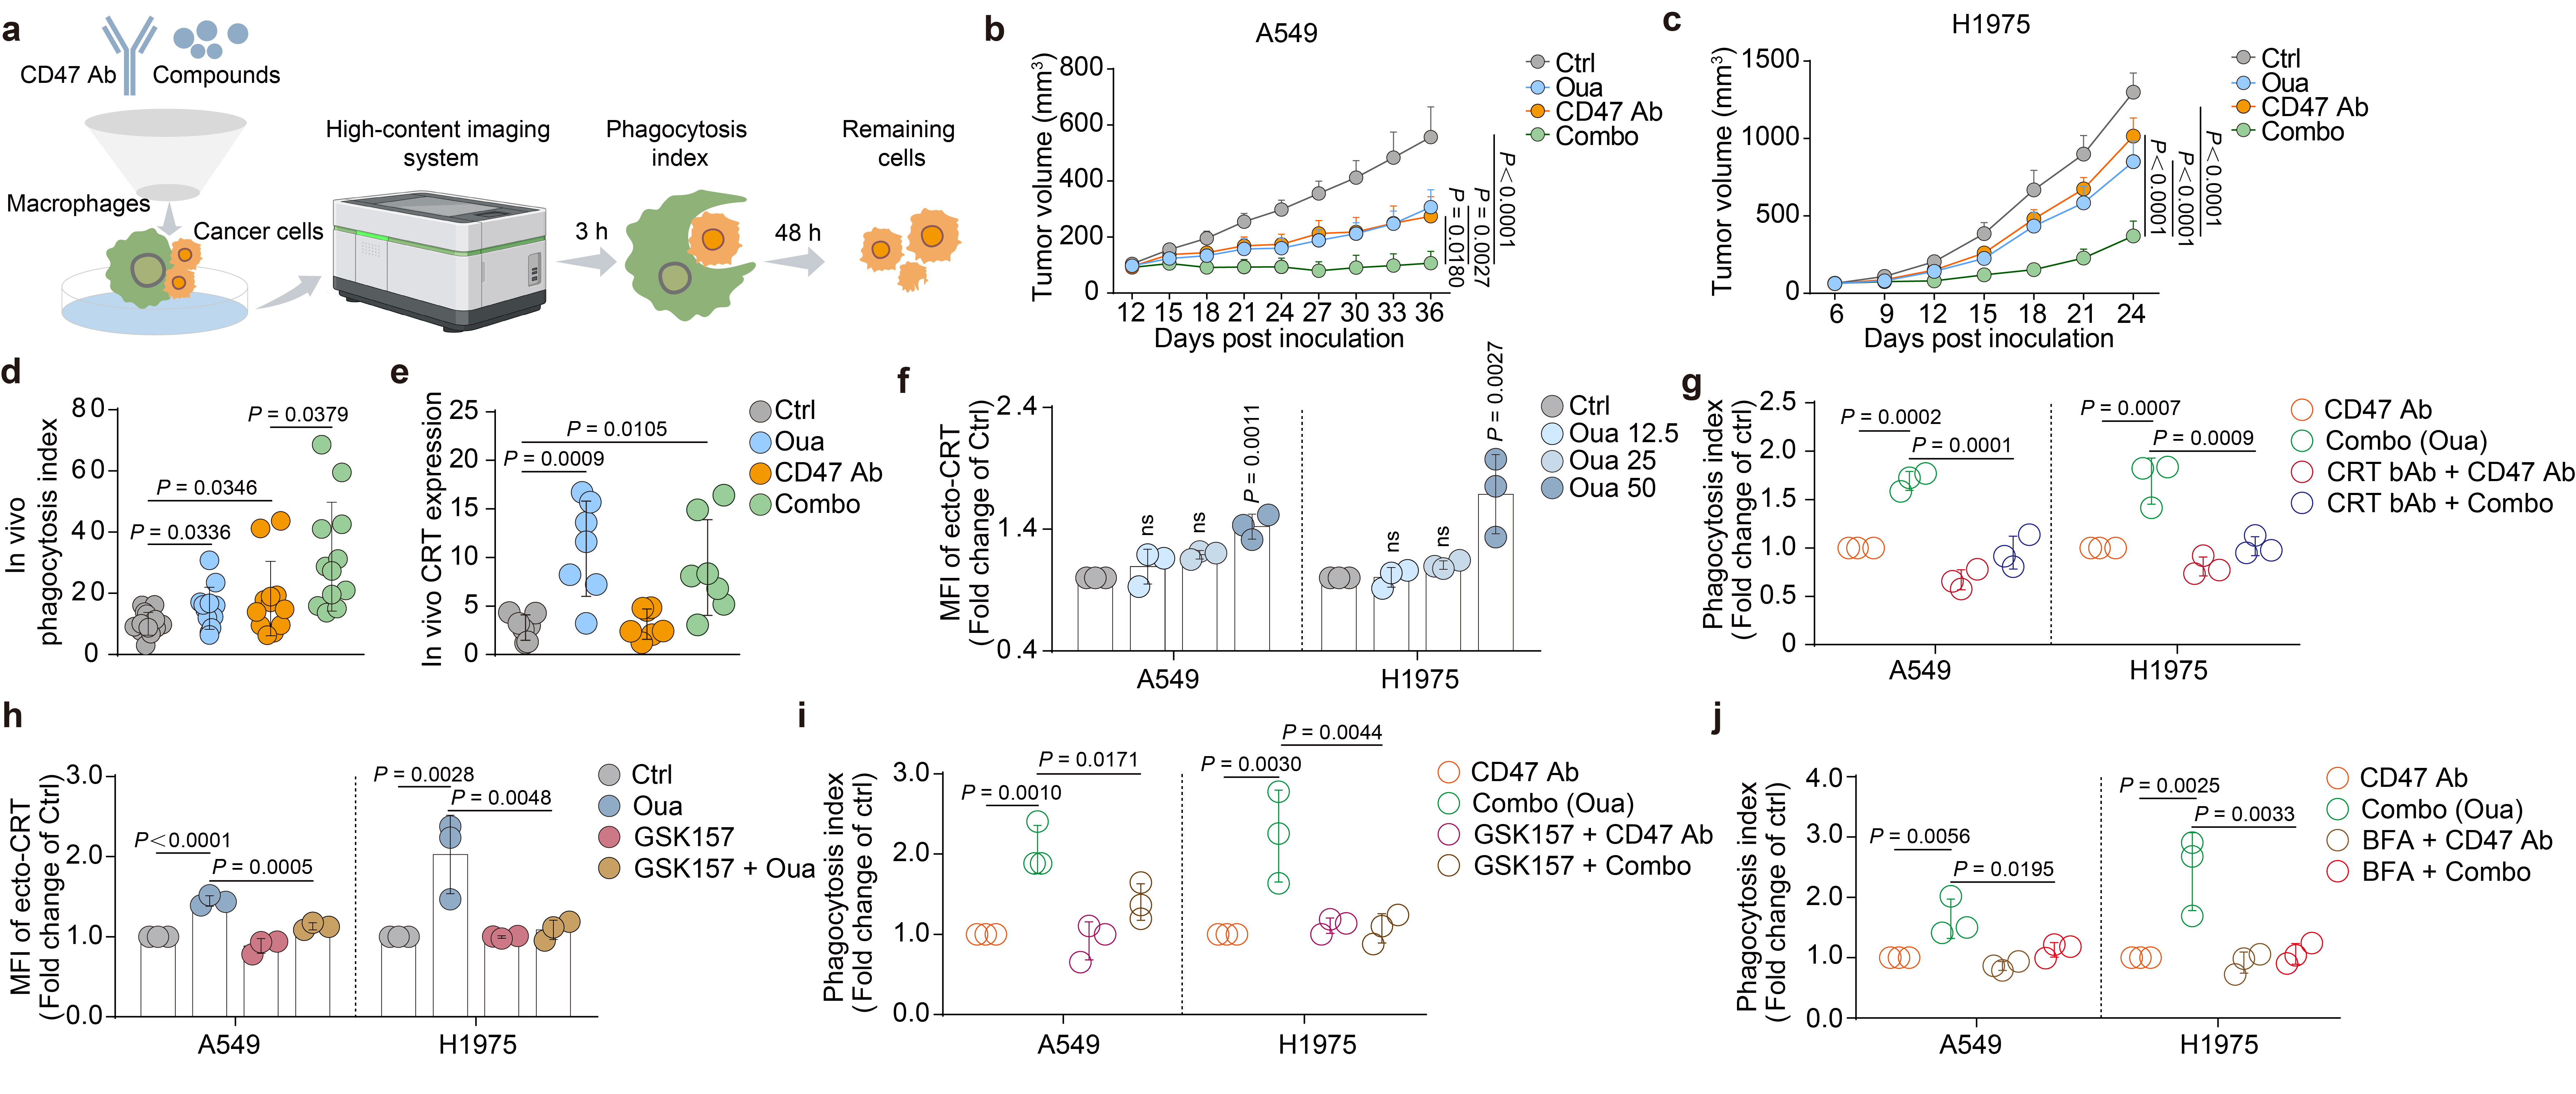 a
CD47 Ab
Compounds
Macrophages
Cancer cells
High-content imaging
system
3 h
Phagocytosis
index
48 h
Remaining
cells
b
A549
Tumor volume (mm³)
800
600
400
200
0
12 15 18 21 24 27 30 33 36
Days post inoculation
Ctrl
Oua
CD47 Ab
Combo
P = 0.0180
P = 0.0027
P<0.0001
c
H1975
Tumor volume (mm³)
1500
1000
500
0
6 9 12 15 18 21 24
Days post inoculation
Ctrl
Oua
CD47 Ab
Combo
P<0.0001
P<0.0001
P<0.0001
d
In vivo
phagocytosis index
80
60
40
20
0
P = 0.0379
P = 0.0346
P = 0.0336
e
In vivo CRT expression
25
20
15
10
5
0
P = 0.0105
P = 0.0009
Ctrl
Oua
CD47 Ab
Combo
f
MFI of ecto-CRT
(Fold change of Ctrl)
2.4
1.4
0.4
ns
ns
P = 0.0011
ns
ns
P = 0.0027
A549
H1975
Ctrl
Oua 12.5
Oua 25
Oua 50
g
Phagocytosis index
(Fold change of ctrl)
2.5
2.0
1.5
1.0
0.5
0
P = 0.0002
P = 0.0001
P = 0.0007
P = 0.0009
A549
H1975
CD47 Ab
Combo (Oua)
CRT bAb + CD47 Ab
CRT bAb + Combo
h
MFI of ecto-CRT
(Fold change of Ctrl)
3.0
2.0
1.0
0.0
P<0.0001
P = 0.0005
P = 0.0028
P = 0.0048
A549
H1975
Ctrl
Oua
GSK157
GSK157 + Oua
i
Phagocytosis index
(Fold change of ctrl)
3.0
2.0
1.0
0.0
P = 0.0010
P = 0.0171
P = 0.0030
P = 0.0044
A549
H1975
CD47 Ab
Combo (Oua)
GSK157 + CD47 Ab
GSK157 + Combo
j
Phagocytosis index
(Fold change of ctrl)
4.0
3.0
2.0
1.0
0.0
P = 0.0056
P = 0.0195
P = 0.0025
P = 0.0033
A549
H1975
CD47 Ab
Combo (Oua)
BFA + CD47 Ab
BFA + Combo